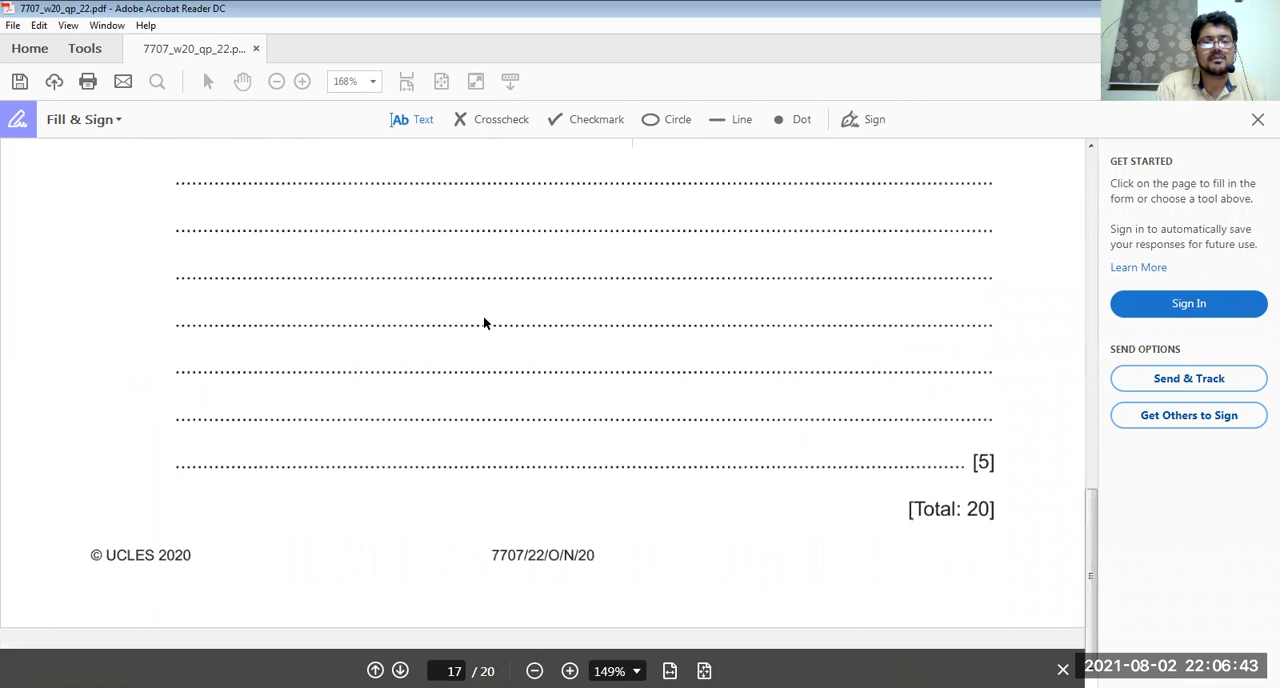 7707_w20_qp_22.pdf - Adobe Acrobat Reader DC
File Edit View Window Help
Home Tools 7707_w20_qp_22.p... ×
168%
Fill & Sign
Ab Text Crosscheck Checkmark Circle Line Dot Sign
GET STARTED
Click on the page to fill in the
form or choose a tool above.
Sign in to automatically save
your responses for future use.
Learn More
Sign In
SEND OPTIONS
Send & Track
Get Others to Sign
[5]
[Total: 20]
© UCLES 2020 7707/22/O/N/20
17 / 20 149%
2021-08-02 22:06:43